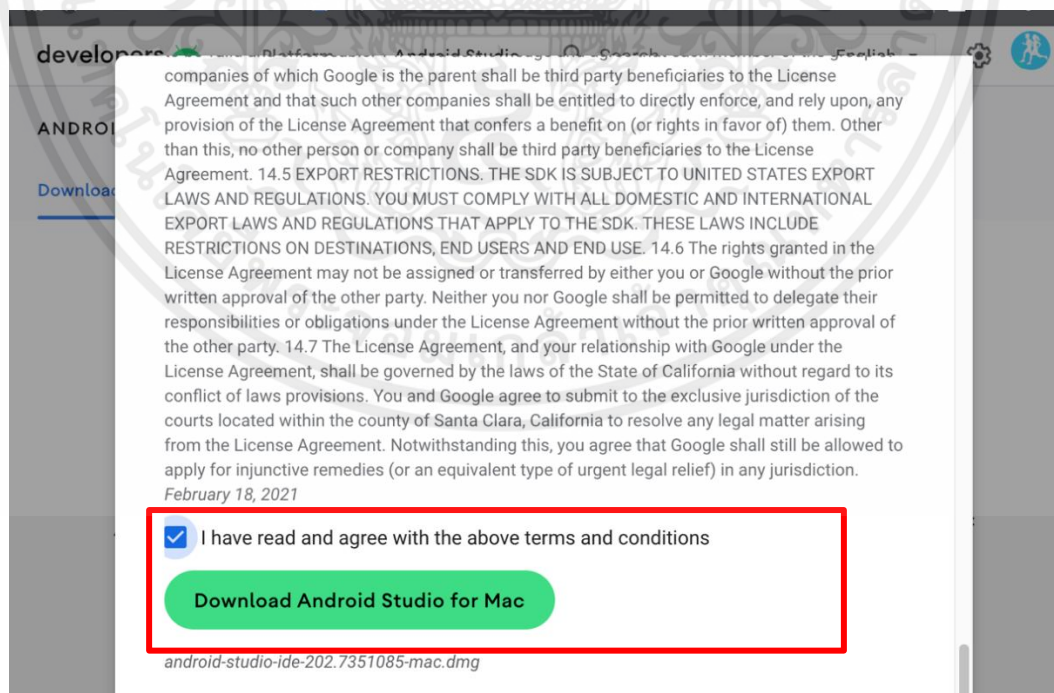 developers Platform Android Studio Search English
companies of which Google is the parent shall be third party beneficiaries to the License
Agreement and that such other companies shall be entitled to directly enforce, and rely upon, any
ANDROI
provision of the License Agreement that confers a benefit on (or rights in favor of) them. Other
than this, no other person or company shall be third party beneficiaries to the License
Agreement. 14.5 EXPORT RESTRICTIONS. THE SDK IS SUBJECT TO UNITED STATES EXPORT
Download
LAWS AND REGULATIONS. YOU MUST COMPLY WITH ALL DOMESTIC AND INTERNATIONAL
EXPORT LAWS AND REGULATIONS THAT APPLY TO THE SDK. THESE LAWS INCLUDE
RESTRICTIONS ON DESTINATIONS, END USERS AND END USE. 14.6 The rights granted in the
License Agreement may not be assigned or transferred by either you or Google without the prior
written approval of the other party. Neither you nor Google shall be permitted to delegate their
responsibilities or obligations under the License Agreement without the prior written approval of
the other party. 14.7 The License Agreement, and your relationship with Google under the
License Agreement, shall be governed by the laws of the State of California without regard to its
conflict of laws provisions. You and Google agree to submit to the exclusive jurisdiction of the
courts located within the county of Santa Clara, California to resolve any legal matter arising
from the License Agreement. Notwithstanding this, you agree that Google shall still be allowed to
apply for injunctive remedies (or an equivalent type of urgent legal relief) in any jurisdiction.
February 18, 2021
I have read and agree with the above terms and conditions
Download Android Studio for Mac
android-studio-ide-202.7351085-mac.dmg